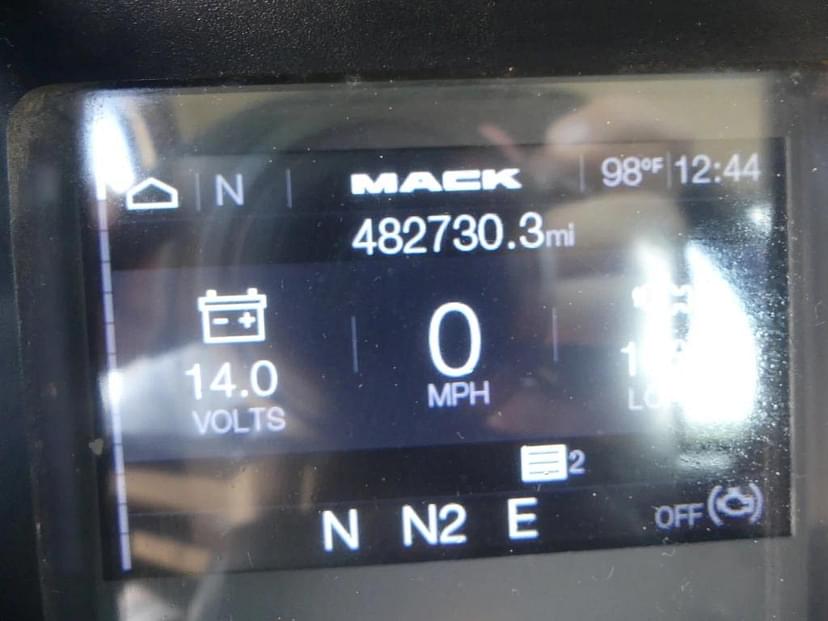 N MACK 98°F 12:44
482730.3mi
14.0 0
VOLTS MPH
2
N N2 E OFF